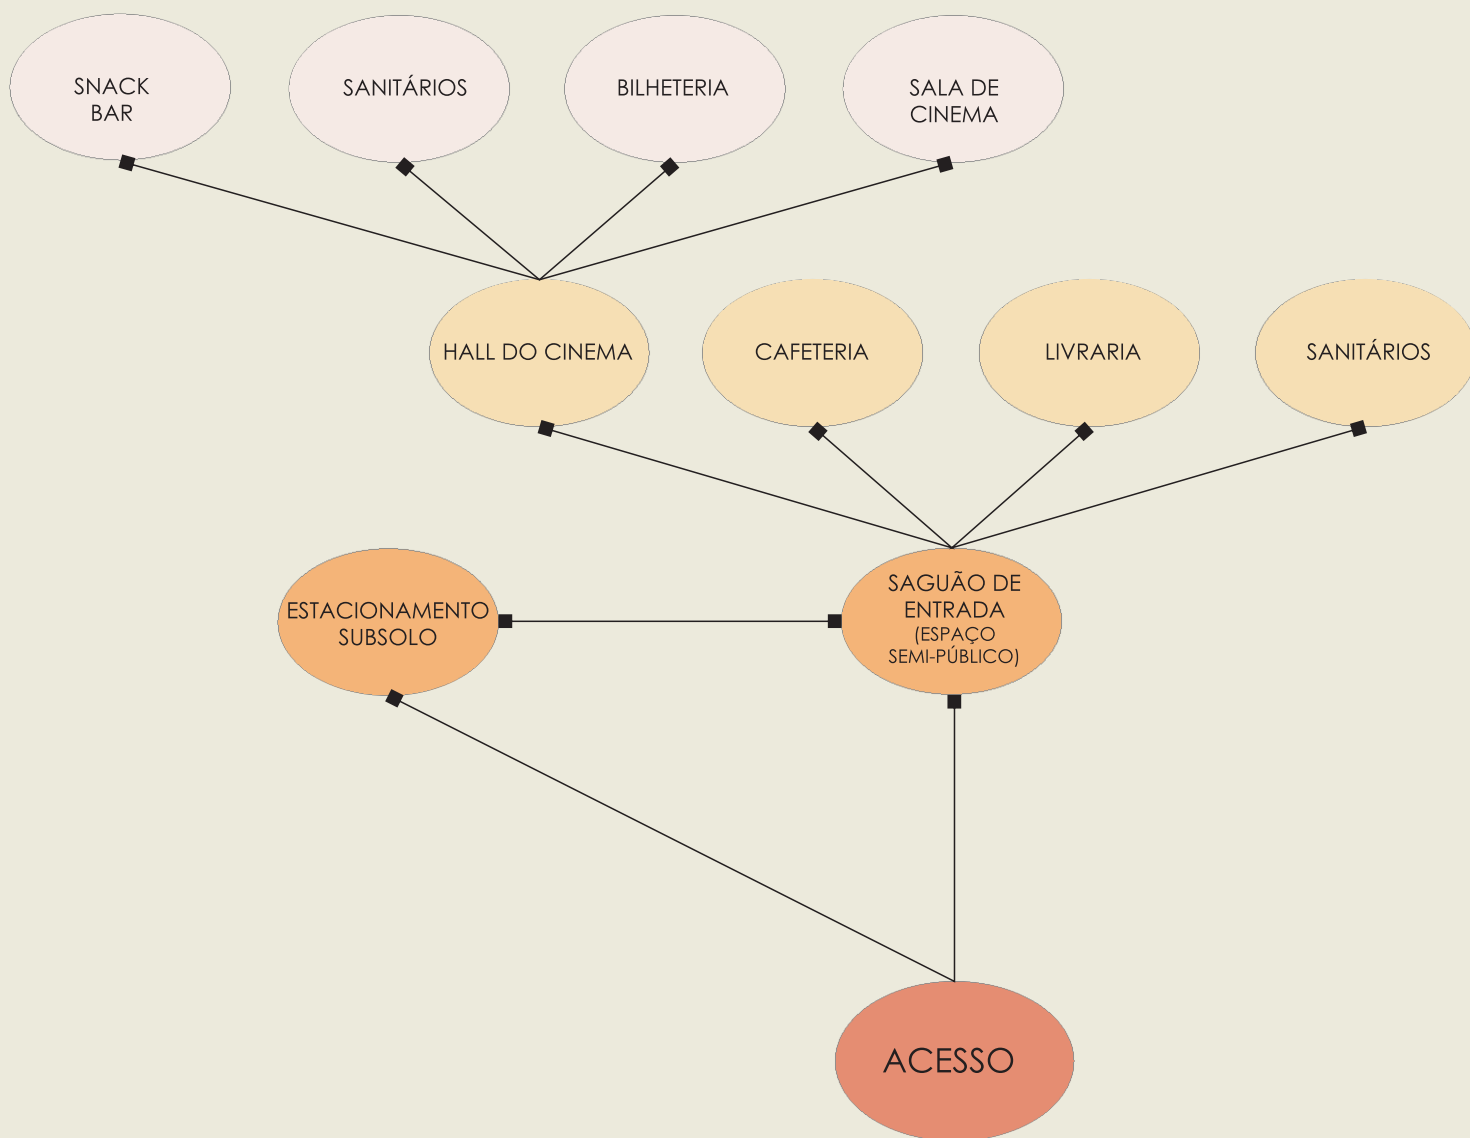 SNACK
BAR
SANITÁRIOS
BILHETERIA
SALA DE
CINEMA
HALL DO CINEMA
CAFETERIA
LIVRARIA
SANITÁRIOS
ESTACIONAMENTO
SUBSOLO
SAGUÃO DE
ENTRADA
(ESPAÇO
SEMI-PÚBLICO)
ACESSO